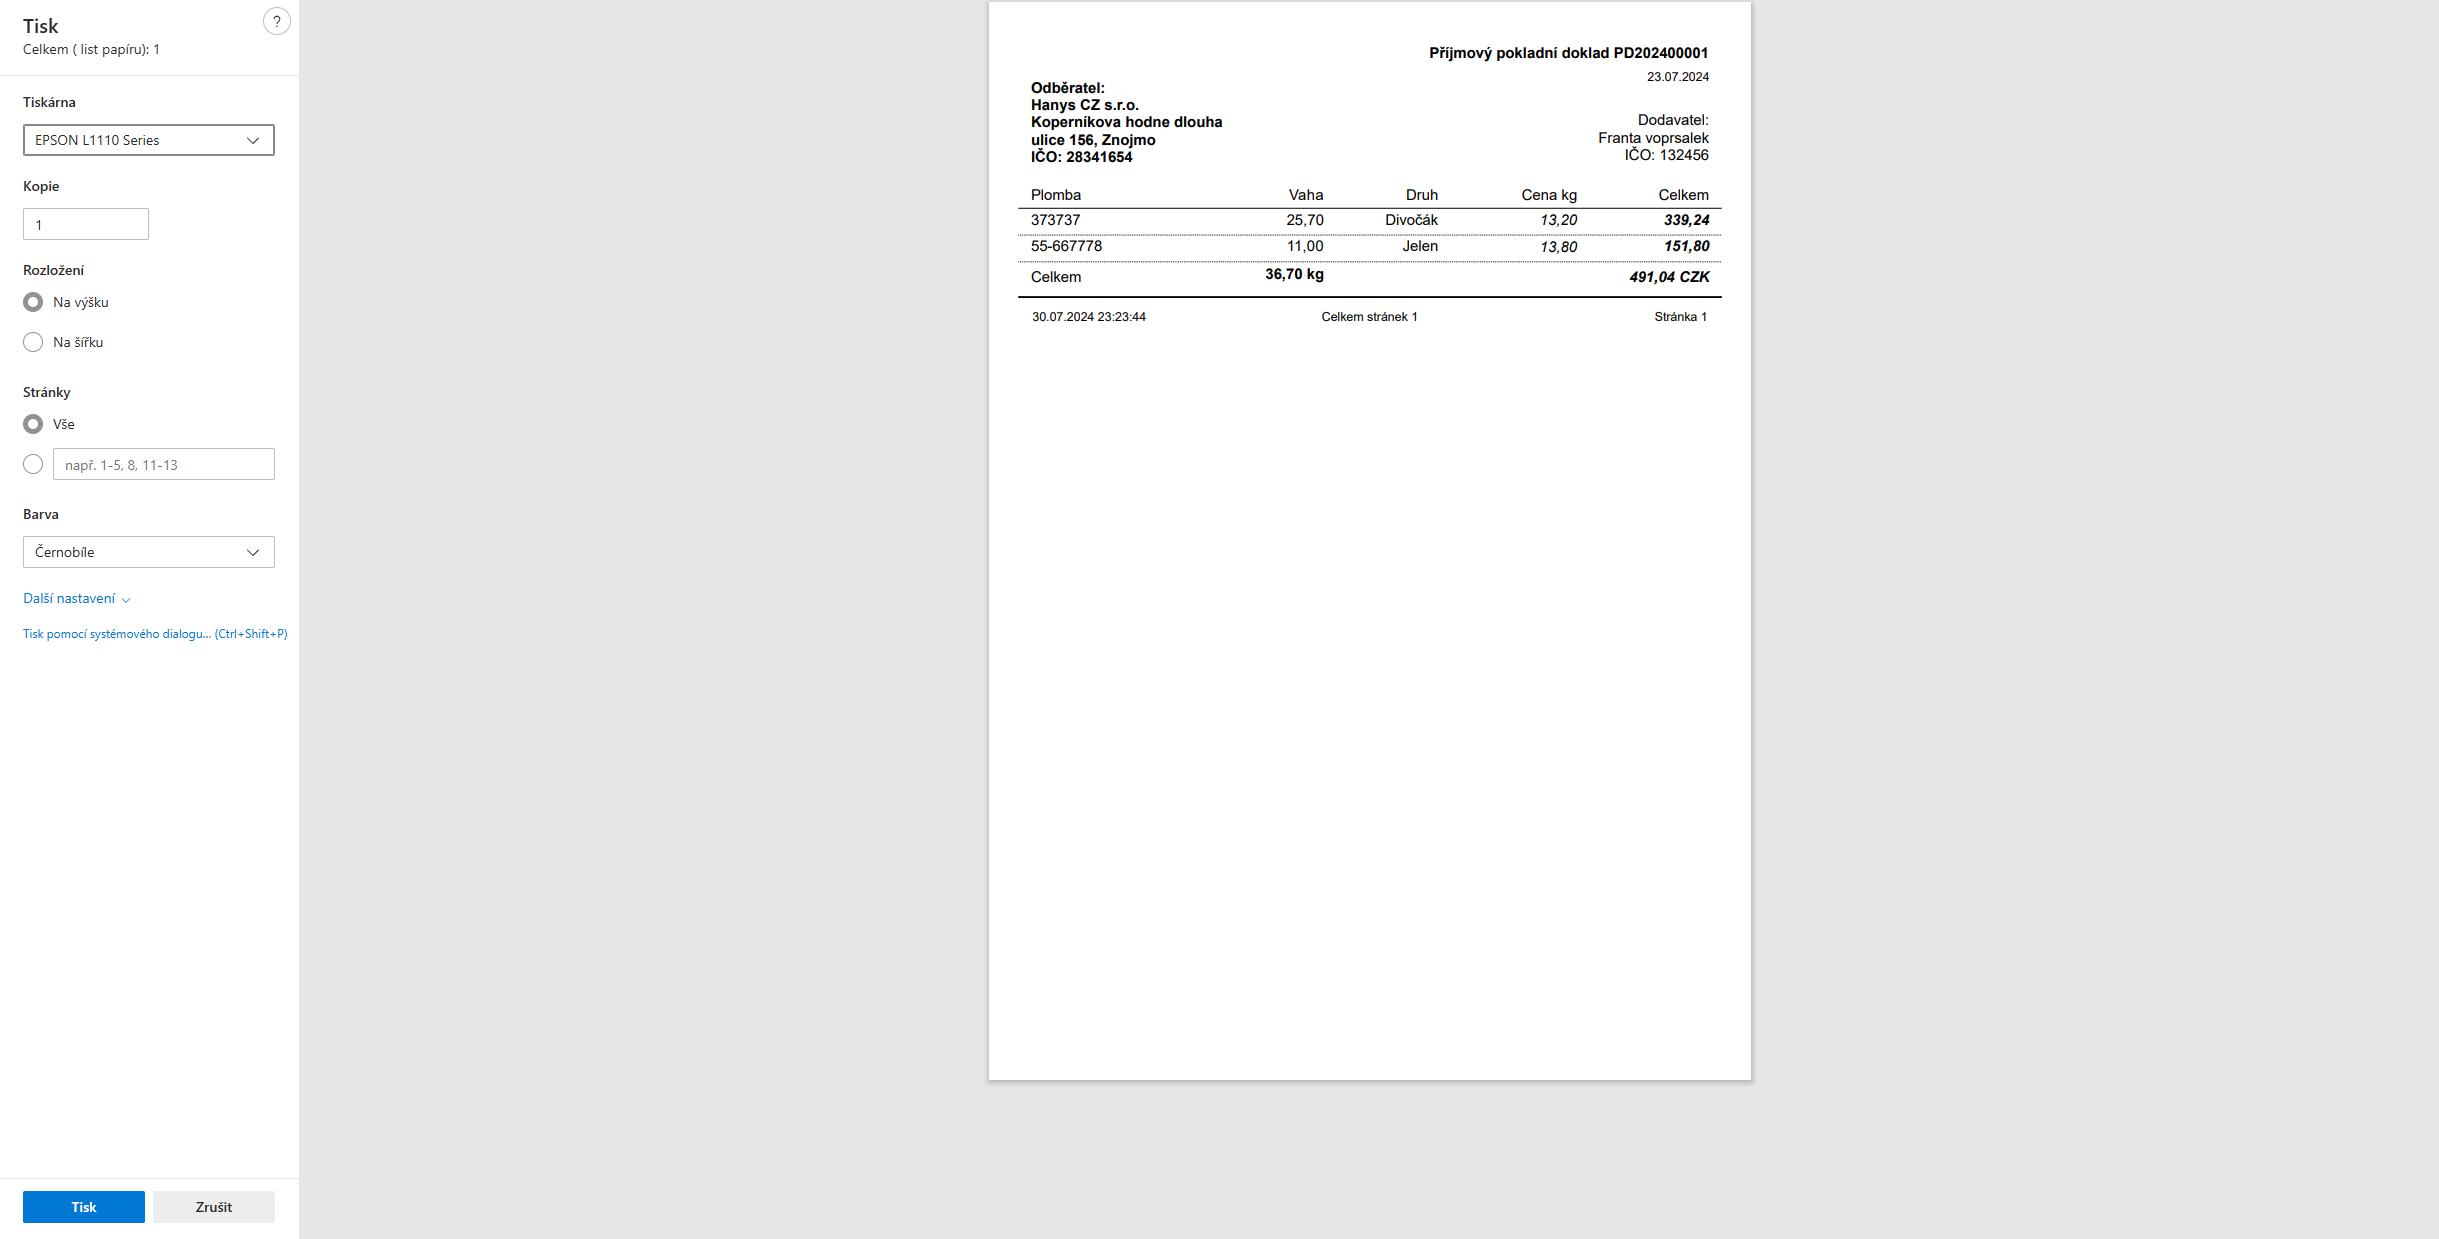 Tisk
?
Celkem ( list papíru): 1
Tiskárna
EPSON L1110 Series
Kopie
1
Rozložení
Na výšku
Na šířku
Stránky
Vše
např. 1-5, 8, 11-13
Barva
Černobíle
Další nastavení
Tisk pomocí systémového dialogu... (Ctrl+Shift+P)
Tisk Zrušit
Příjmový pokladní doklad PD202400001
23.07.2024
Odběratel:
Hanys CZ s.r.o.
Koperníkova hodne dlouha
ulice 156, Znojmo
IČO: 28341654
Dodavatel:
Franta voprsalek
IČO: 132456
Plomba Vaha Druh Cena kg Celkem
373737 25,70 Divočák 13,20 339,24
55-667778 11,00 Jelen 13,80 151,80
Celkem 36,70 kg 491,04 CZK
30.07.2024 23:23:44 Celkem stránek 1 Stránka 1